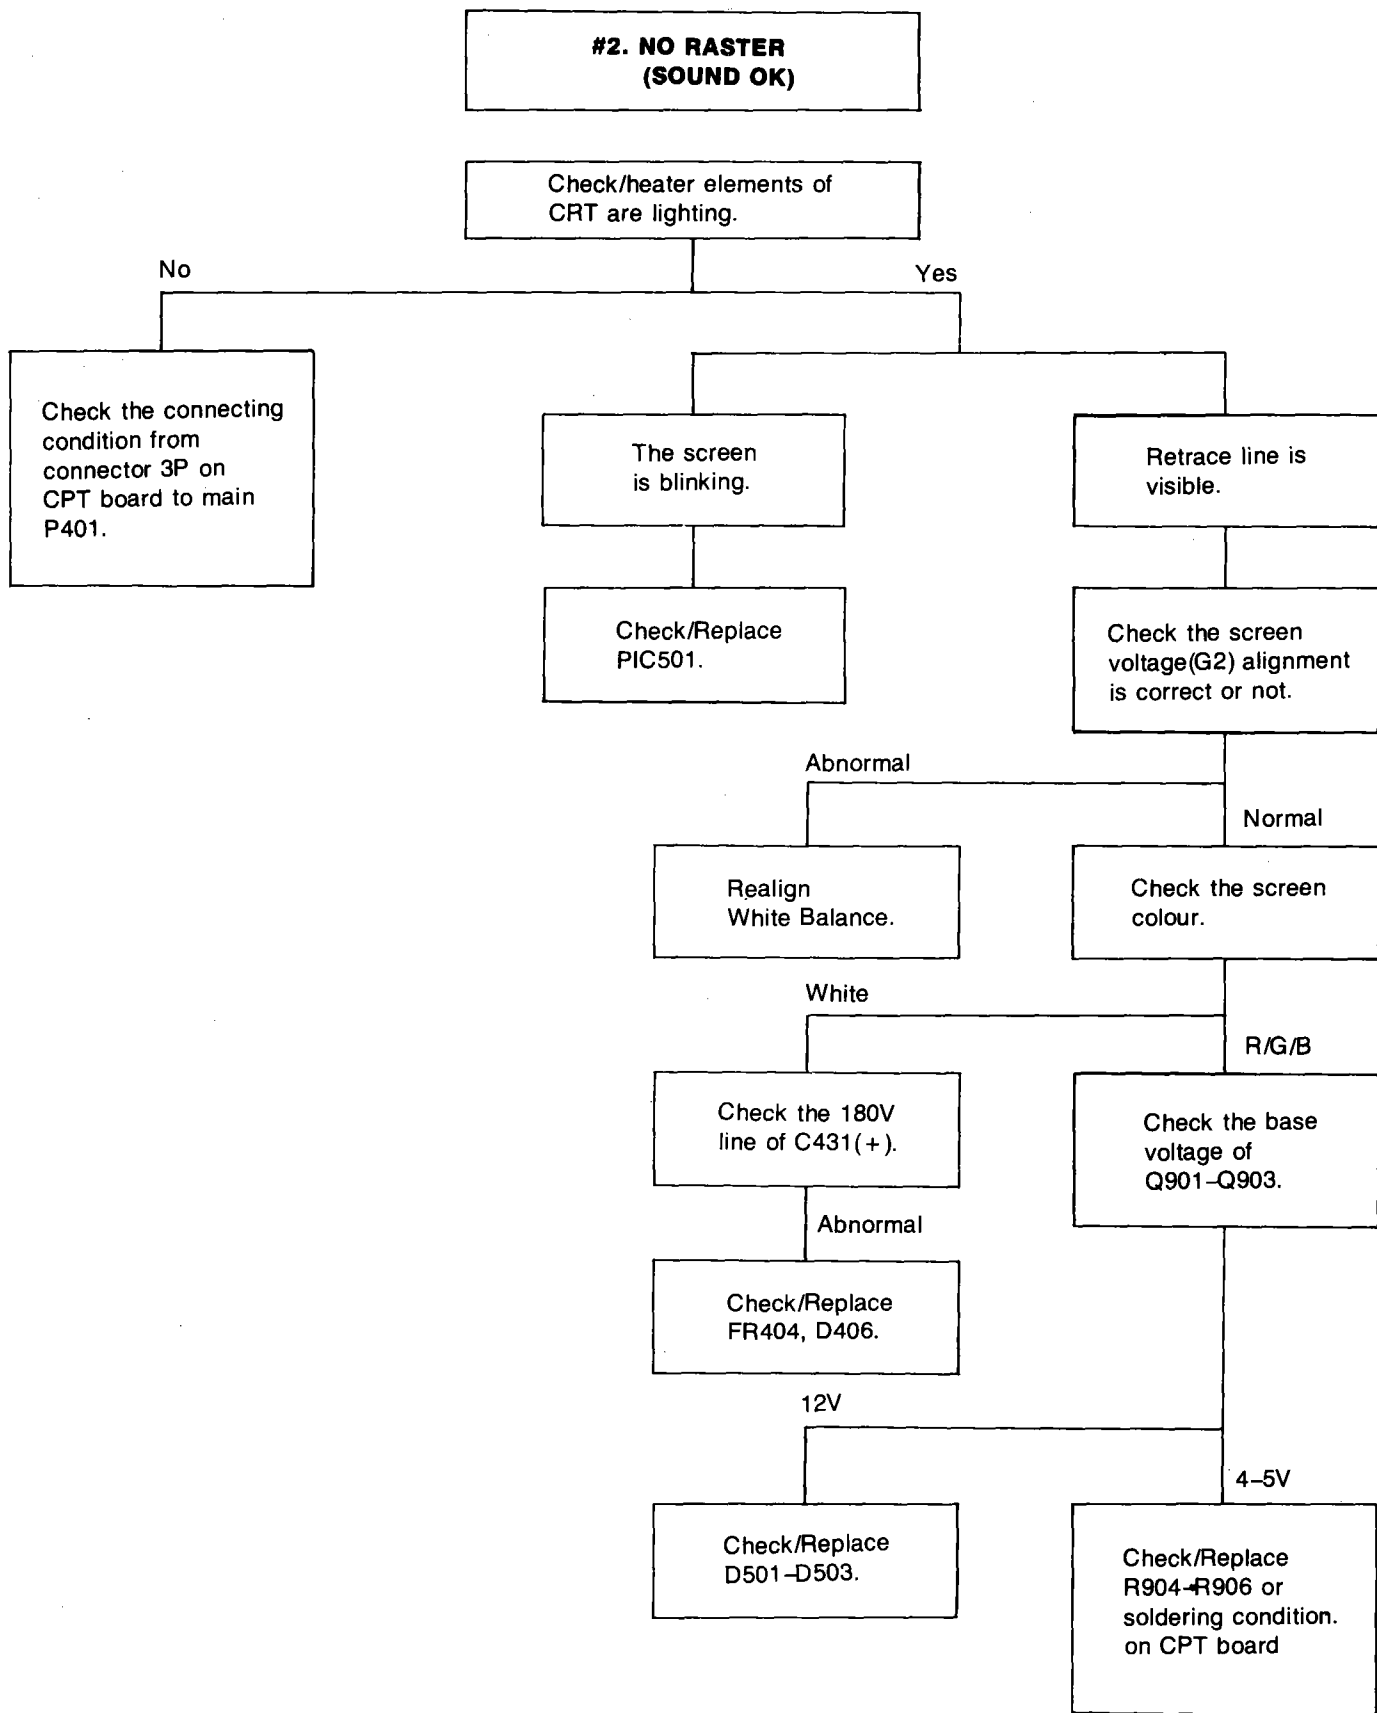 #2. NO RASTER
(SOUND OK)
Check/heater elements of
CRT are lighting.
No
Yes
Check the connecting
condition from
connector 3P on
CPT board to main
P401.
The screen
is blinking.
Retrace line is
visible.
Check/Replace
PIC501.
Check the screen
voltage(G2) alignment
is correct or not.
Abnormal
Normal
Realign
White Balance.
Check the screen
colour.
White
R/G/B
Check the 180V
line of C431(+).
Check the base
voltage of
Q901–Q903.
Abnormal
Check/Replace
FR404, D406.
12V
4–5V
Check/Replace
D501–D503.
Check/Replace
R904–R906 or
soldering condition.
on CPT board